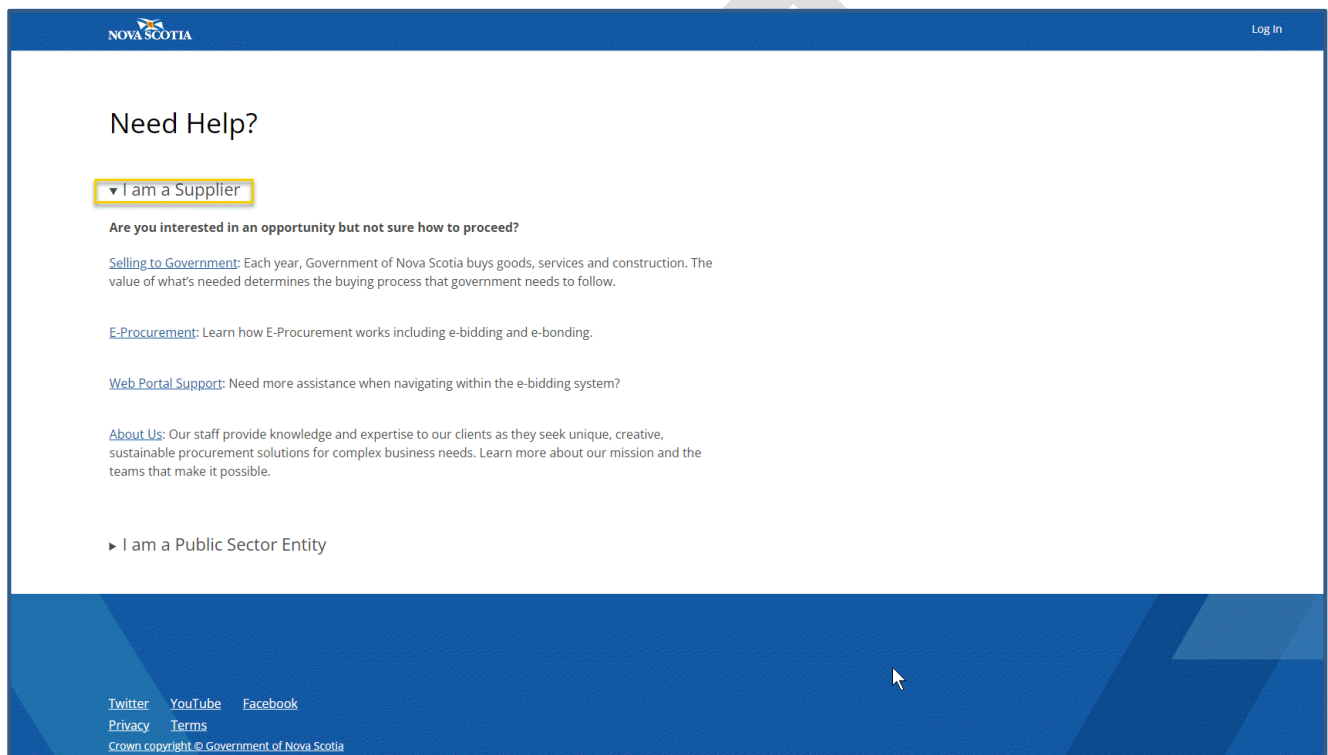 NOVA SCOTIA
Log In
Need Help?
▾ I am a Supplier
Are you interested in an opportunity but not sure how to proceed?
Selling to Government: Each year, Government of Nova Scotia buys goods, services and construction. The
value of what's needed determines the buying process that government needs to follow.
E-Procurement: Learn how E-Procurement works including e-bidding and e-bonding.
Web Portal Support: Need more assistance when navigating within the e-bidding system?
About Us: Our staff provide knowledge and expertise to our clients as they seek unique, creative,
sustainable procurement solutions for complex business needs. Learn more about our mission and the
teams that make it possible.
▸ I am a Public Sector Entity
Twitter YouTube Facebook
Privacy Terms
Crown copyright © Government of Nova Scotia